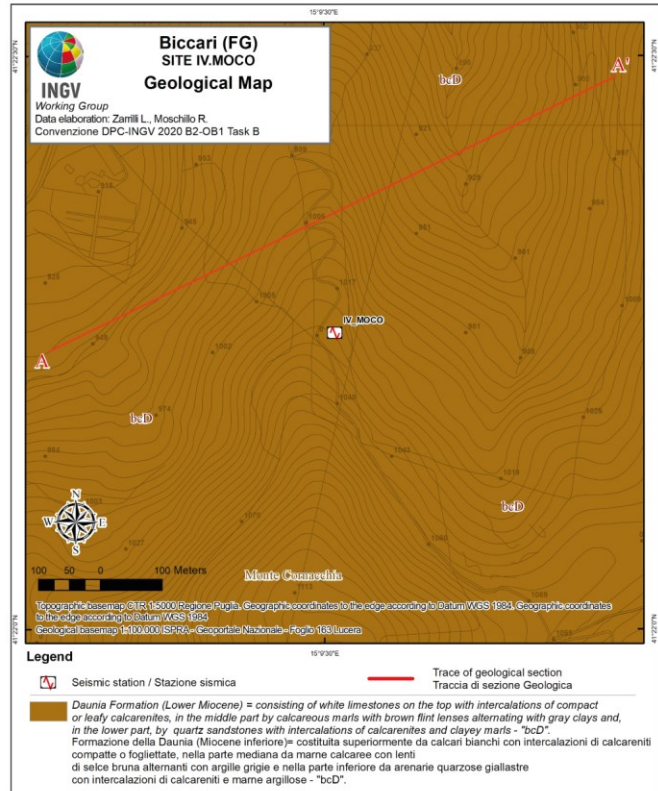 15°9'30"E
Biccari (FG)
SITE IV.MOCO
Geological Map
INGV
Working Group
Data elaboration: Zarrilli L., Moschillo R.
Convenzione DPC-INGV 2020 B2-OB1 Task B
41°22'30"N
41°22'30"N
A'
bcD
IV_MOCO
A
bcD
bcD
N
W
E
S
100 50 0 100 Meters
Monte Cornacchia
Topographic basemap CTR 1:5000 Regione Puglia. Geographic coordinates to the edge according to Datum WGS 1984. Geographic coordinates
to the edge according to Datum WGS 1984
Geological basemap 1:100 000 ISPRA - Geoportale Nazionale - Foglio 163 Lucera
41°22'0"N
41°22'0"N
15°9'30"E
Legend
Seismic station / Stazione sismica
Trace of geological section
Traccia di sezione Geologica
Daunia Formation (Lower Miocene) = consisting of white limestones on the top with intercalations of compact
or leafy calcarenites, in the middle part by calcareous marls with brown flint lenses alternating with gray clays and,
in the lower part, by quartz sandstones with intercalations of calcarenites and clayey marls - "bcD".
Formazione della Daunia (Miocene inferiore)= costituita superiormente da calcari bianchi con intercalazioni di calcareniti
compatte o fogliettate, nella parte mediana da marne calcaree con lenti
di selce bruna alternanti con argille grigie e nella parte inferiore da arenarie quarzose giallastre
con intercalazioni di calcareniti e marne argillose - "bcD".